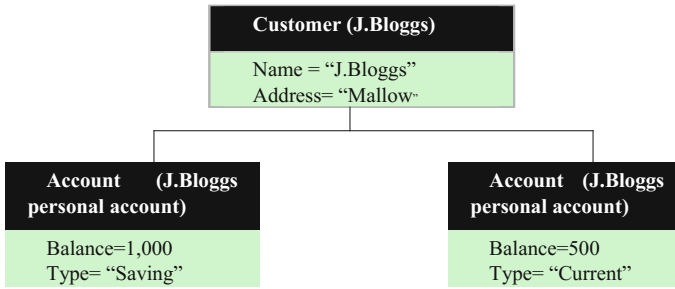 Customer (J.Bloggs)
Name = “J.Bloggs”
Address= “Mallow”
Account (J.Bloggs
personal account)
Balance=1,000
Type= “Saving”
Account (J.Bloggs
personal account)
Balance=500
Type= “Current”